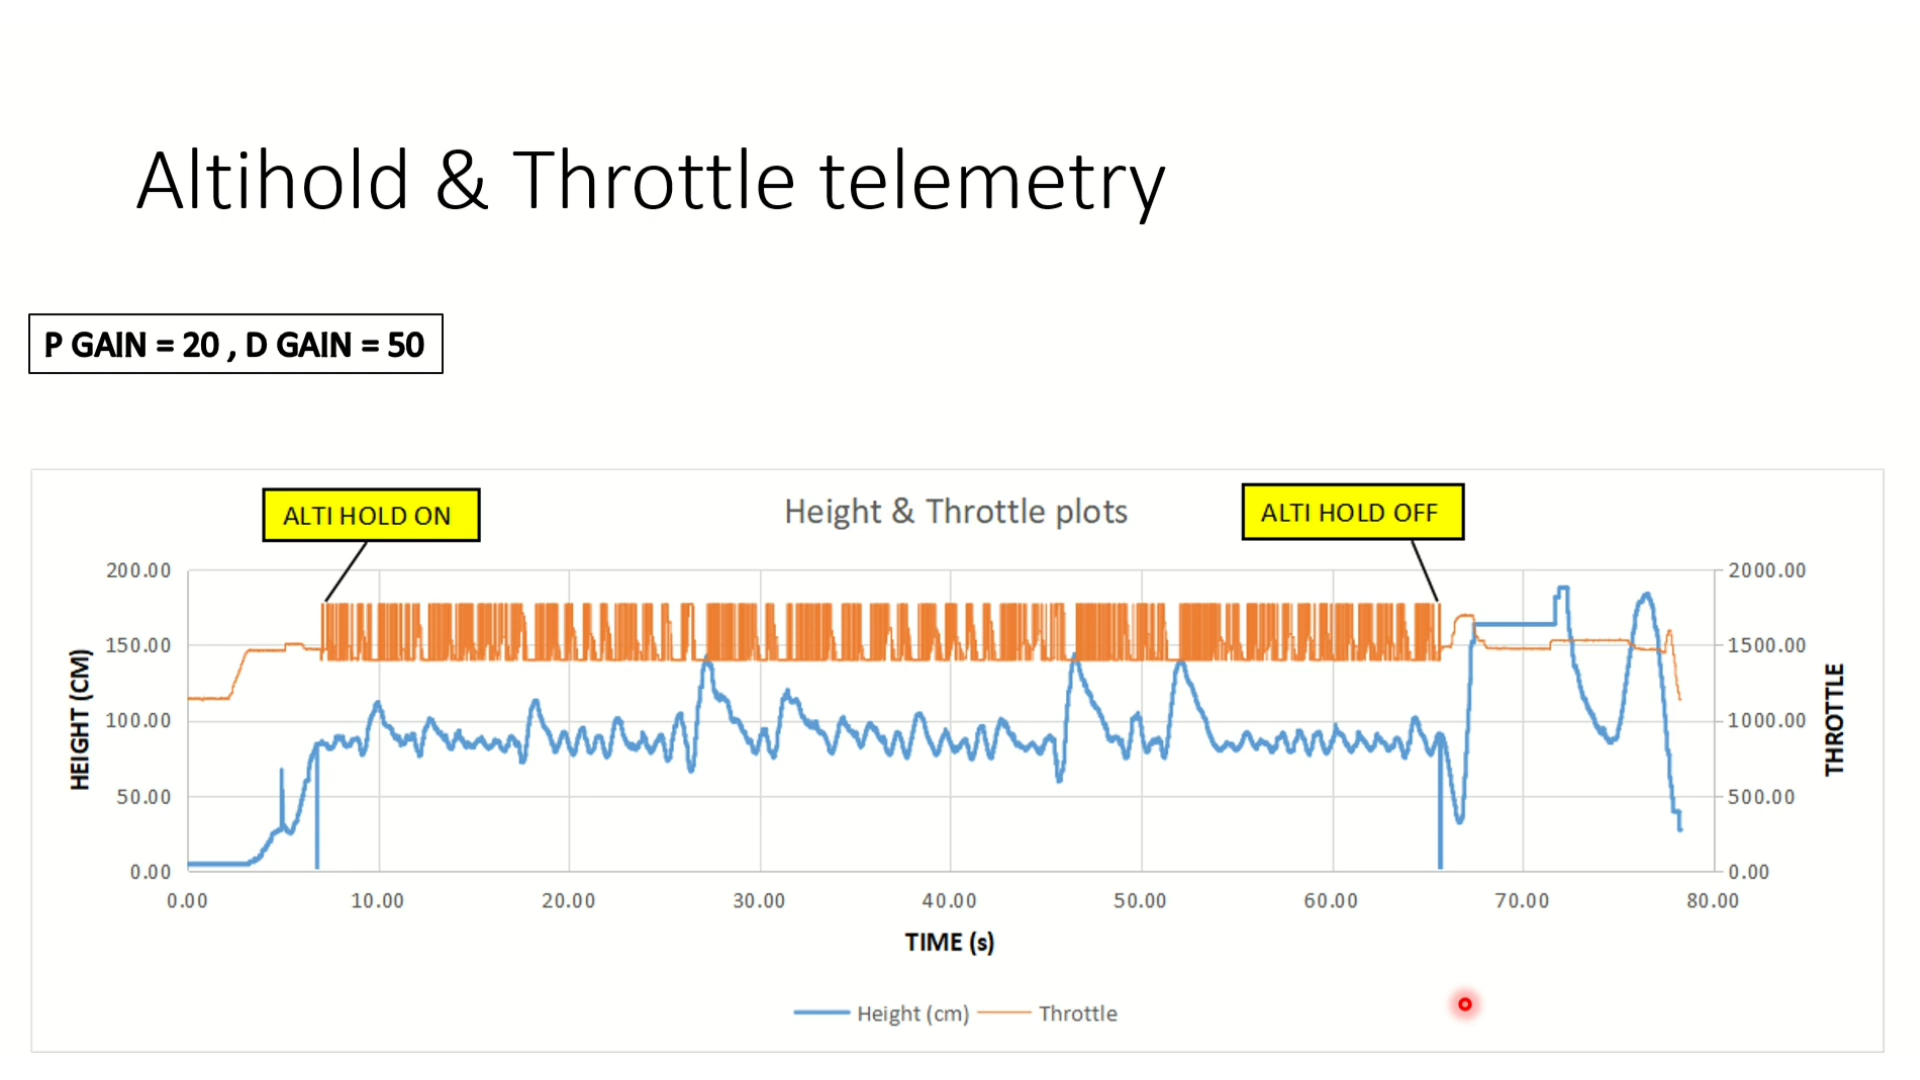 Altihold & Throttle telemetry
P GAIN = 20 , D GAIN = 50
ALTI HOLD ON
Height & Throttle plots
ALTI HOLD OFF
200.00
150.00
100.00
50.00
0.00
HEIGHT (CM)
2000.00
1500.00
1000.00
500.00
0.00
THROTTLE
0.00 10.00 20.00 30.00 40.00 50.00 60.00 70.00 80.00
TIME (s)
Height (cm) Throttle